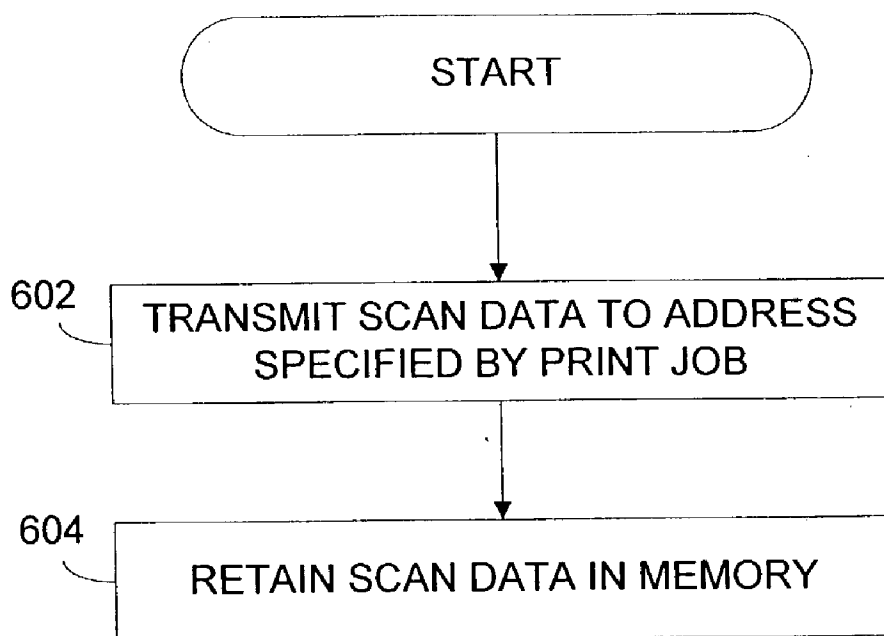 START
602
TRANSMIT SCAN DATA TO ADDRESS
SPECIFIED BY PRINT JOB
604
RETAIN SCAN DATA IN MEMORY